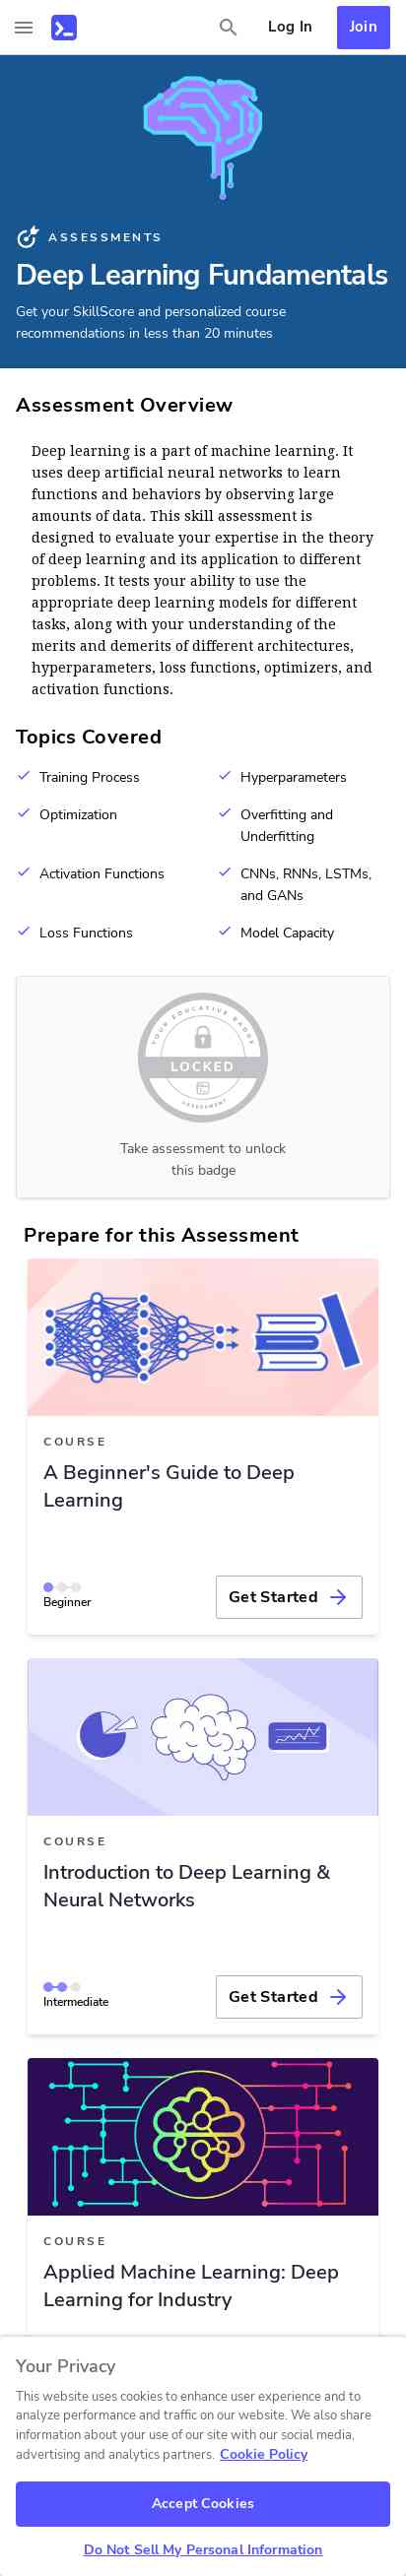 Log In
Join
ASSESSMENTS
Deep Learning Fundamentals
Get your SkillScore and personalized course
recommendations in less than 20 minutes
Assessment Overview
Deep learning is a part of machine learning. It
uses deep artificial neural networks to learn
functions and behaviors by observing large
amounts of data. This skill assessment is
designed to evaluate your expertise in the theory
of deep learning and its application to different
problems. It tests your ability to use the
appropriate deep learning models for different
tasks, along with your understanding of the
merits and demerits of different architectures,
hyperparameters, loss functions, optimizers, and
activation functions.
Topics Covered
Training Process
Hyperparameters
Optimization
Overfitting and
Underfitting
Activation Functions
CNNs, RNNs, LSTMs,
and GANs
Loss Functions
Model Capacity
YOUR EDUCATIVE BADGE
LOCKED
ASSESSMENT
Take assessment to unlock
this badge
Prepare for this Assessment
COURSE
A Beginner's Guide to Deep
Learning
Beginner
Get Started
COURSE
Introduction to Deep Learning &
Neural Networks
Intermediate
Get Started
COURSE
Applied Machine Learning: Deep
Learning for Industry
Your Privacy
This website uses cookies to enhance user experience and to
analyze performance and traffic on our website. We also share
information about your use of our site with our social media,
advertising and analytics partners. Cookie Policy
Accept Cookies
Do Not Sell My Personal Information